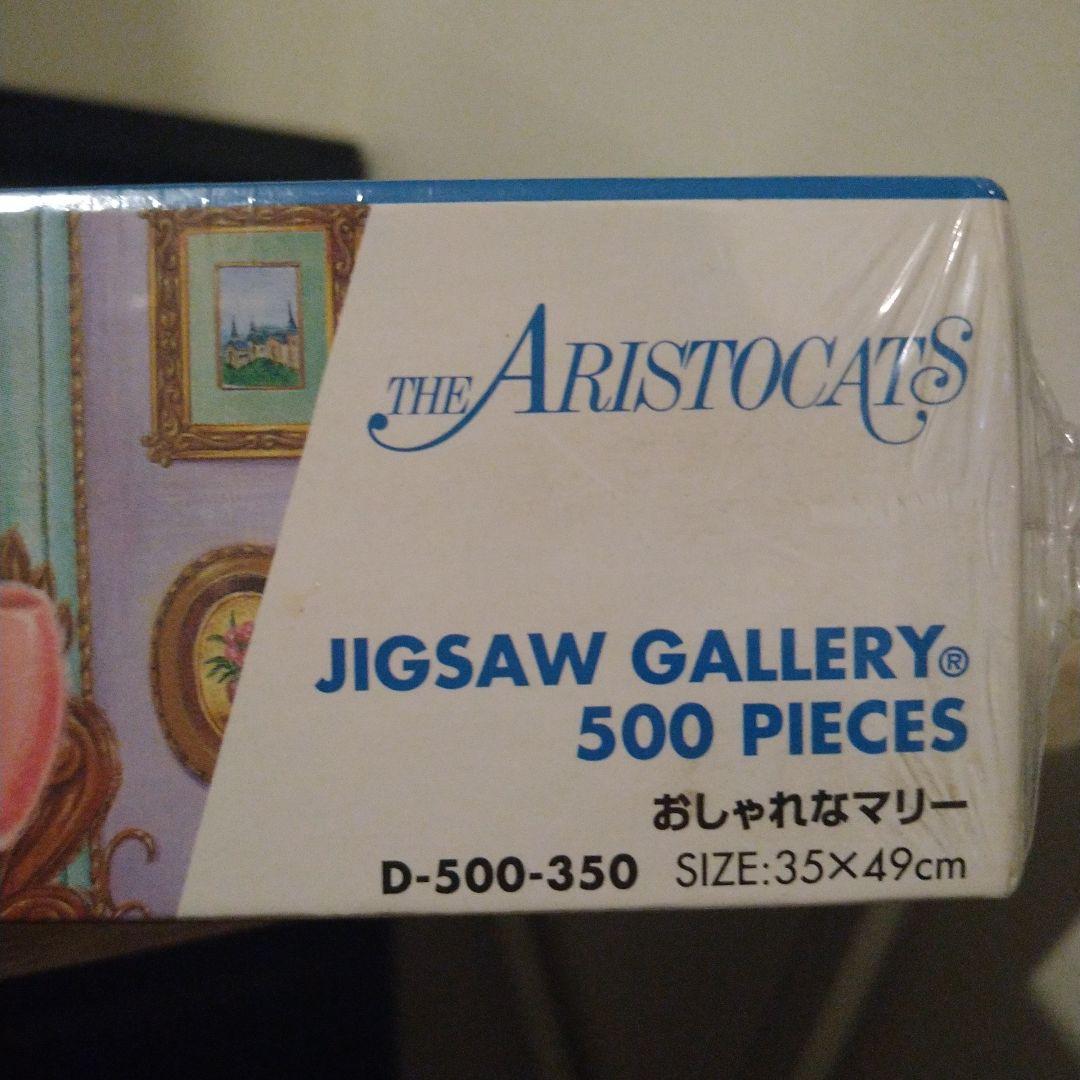 THE ARISTOCATS
JIGSAW GALLERY®
500 PIECES
おしゃれなマリー
D-500-350 SIZE:35×49cm